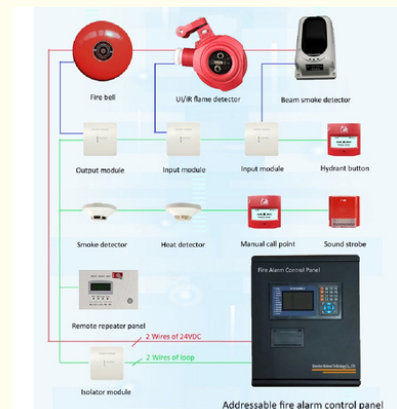 Fire bell
UI/IR flame detector
Beam smoke detector
Output module
Input module
Input module
Hydrant button
Smoke detector
Heat detector
Manual call point
Sound strobe
Fire Alarm Control Panel
Remote repeater panel
2 Wires of 24VDC
2 Wires of loop
Isolator module
Addressable fire alarm control panel